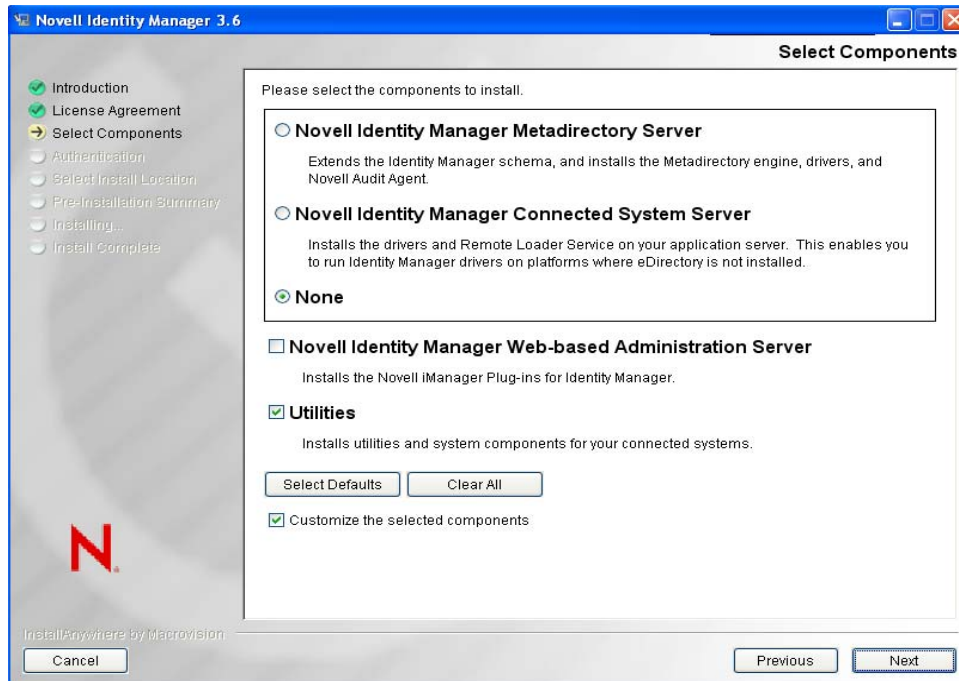 Novell Identity Manager 3.6
Select Components
Introduction
License Agreement
Select Components
Authentication
Select Install Location
Pre-Installation Summary
Installing...
Install Complete
Please select the components to install.
Novell Identity Manager Metadirectory Server
Extends the Identity Manager schema, and installs the Metadirectory engine, drivers, and
Novell Audit Agent.
Novell Identity Manager Connected System Server
Installs the drivers and Remote Loader Service on your application server. This enables you
to run Identity Manager drivers on platforms where eDirectory is not installed.
None
Novell Identity Manager Web-based Administration Server
Installs the Novell iManager Plug-ins for Identity Manager.
Utilities
Installs utilities and system components for your connected systems.
Select Defaults
Clear All
Customize the selected components
N
InstallAnywhere by Macrovision
Cancel
Previous
Next